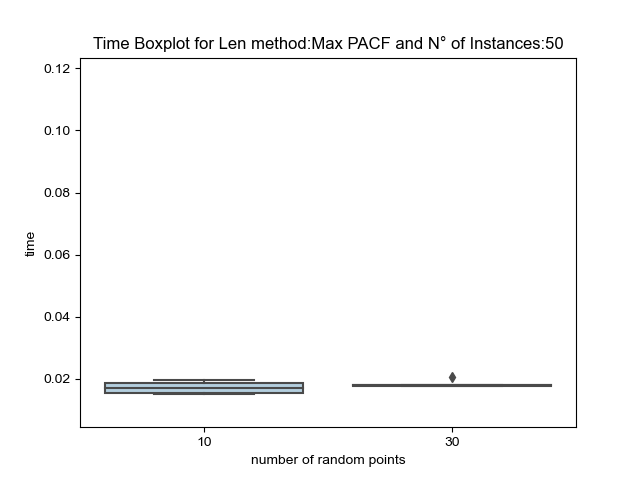 Time Boxplot for Len method:Max PACF and N° of Instances:50
0.12
0.10
0.08
0.06
0.04
0.02
time
10
30
number of random points